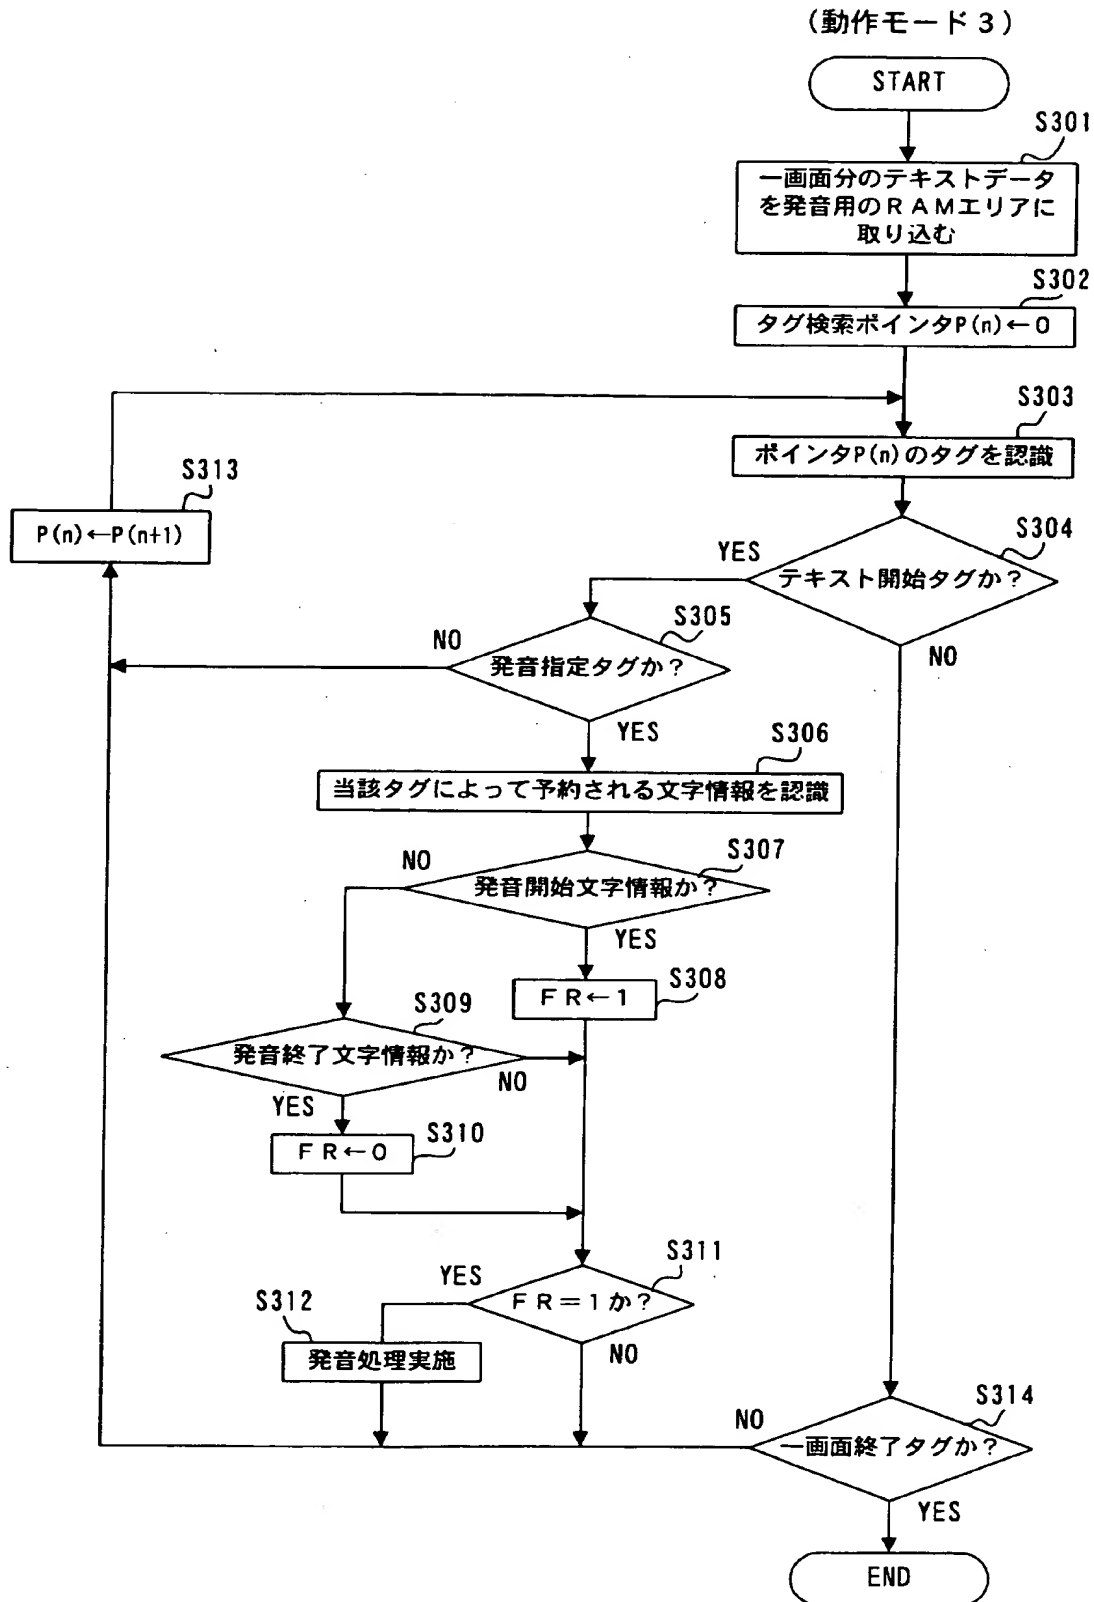 (動作モード3)
START
S301
一画面分のテキストデータ
を発音用のRAMエリアに
取り込む
S302
タグ検索ポインタP(n)←0
S303
ポインタP(n)のタグを認識
S313
P(n)←P(n+1)
S304
YES
テキスト開始タグか?
NO
S305
NO
発音指定タグか?
YES
S306
当該タグによって予約される文字情報を認識
S307
NO
発音開始文字情報か?
YES
S308
FR←1
S309
発音終了文字情報か?
NO
YES
S310
FR←0
S311
YES
FR=1か?
NO
S312
発音処理実施
S314
NO
一画面終了タグか?
YES
END